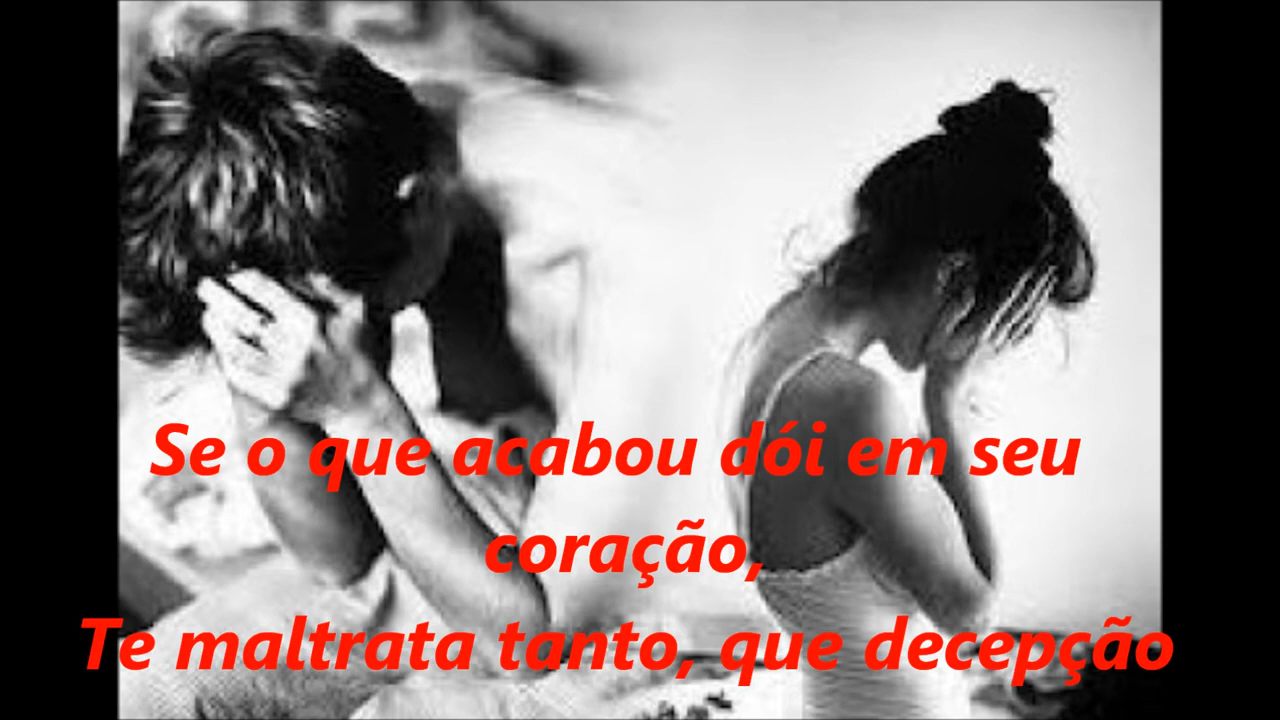 Se o que acabou dói em seu
coração,
Te maltrata tanto, que decepção